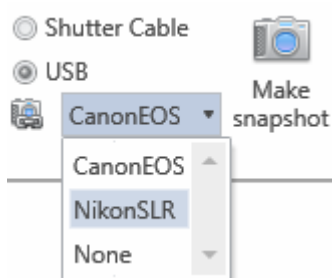 Shutter Cable
USB
CanonEOS
Make
snapshot
CanonEOS
NikonSLR
None